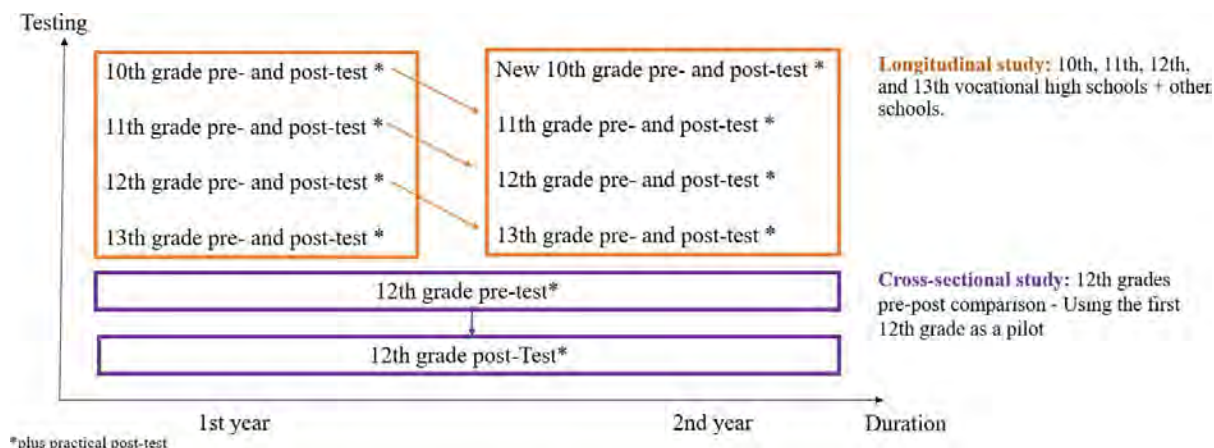 Testing
10th grade pre- and post-test *
11th grade pre- and post-test *
12th grade pre- and post-test *
13th grade pre- and post-test *
New 10th grade pre- and post-test *
11th grade pre- and post-test *
12th grade pre- and post-test *
13th grade pre- and post-test *
Longitudinal study: 10th, 11th, 12th,
and 13th vocational high schools + other
schools.
12th grade pre-test*
12th grade post-Test*
Cross-sectional study: 12th grades
pre-post comparison - Using the first
12th grade as a pilot
1st year
2nd year
Duration
*plus practical post-test